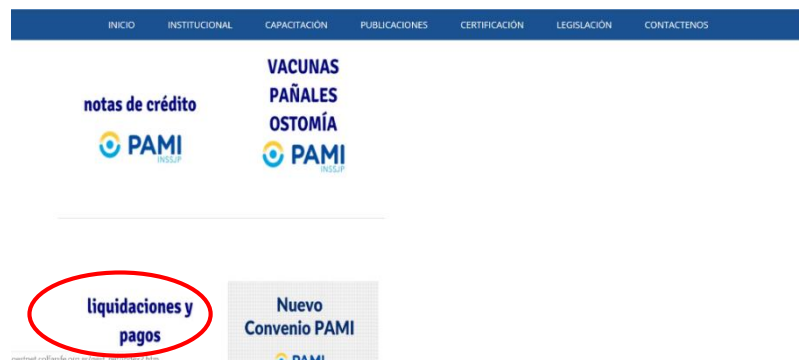 INICIO INSTITUCIONAL CAPACITACIÓN PUBLICACIONES CERTIFICACIÓN LEGISLACIÓN CONTACTENOS
notas de crédito
PAMI
INSSJP
VACUNAS
PAÑALES
OSTOMÍA
PAMI
INSSJP
liquidaciones y
pagos
Nuevo
Convenio PAMI
PAMI